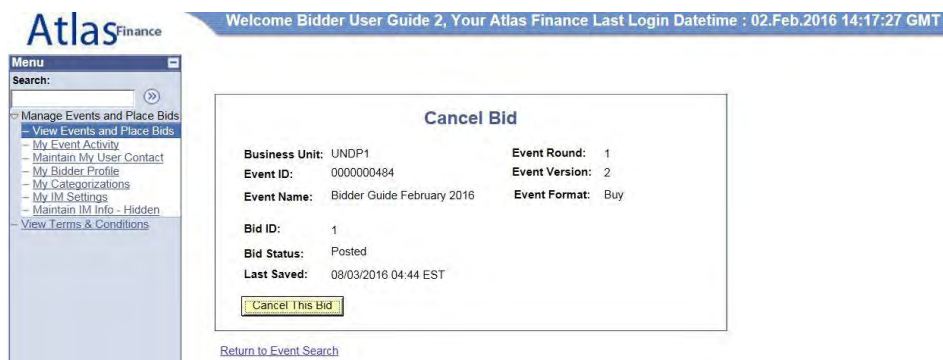 Atlas Finance
Welcome Bidder User Guide 2, Your Atlas Finance Last Login Datetime : 02.Feb.2016 14:17:27 GMT
Menu
Search:
Manage Events and Place Bids
– View Events and Place Bids
– My Event Activity
– Maintain My User Contact
– My Bidder Profile
– My Categorizations
– My IM Settings
– Maintain IM Info - Hidden
– View Terms & Conditions
Cancel Bid
Business Unit: UNDP1 Event Round: 1
Event ID: 0000000484 Event Version: 2
Event Name: Bidder Guide February 2016 Event Format: Buy
Bid ID: 1
Bid Status: Posted
Last Saved: 08/03/2016 04:44 EST
Cancel This Bid
Return to Event Search